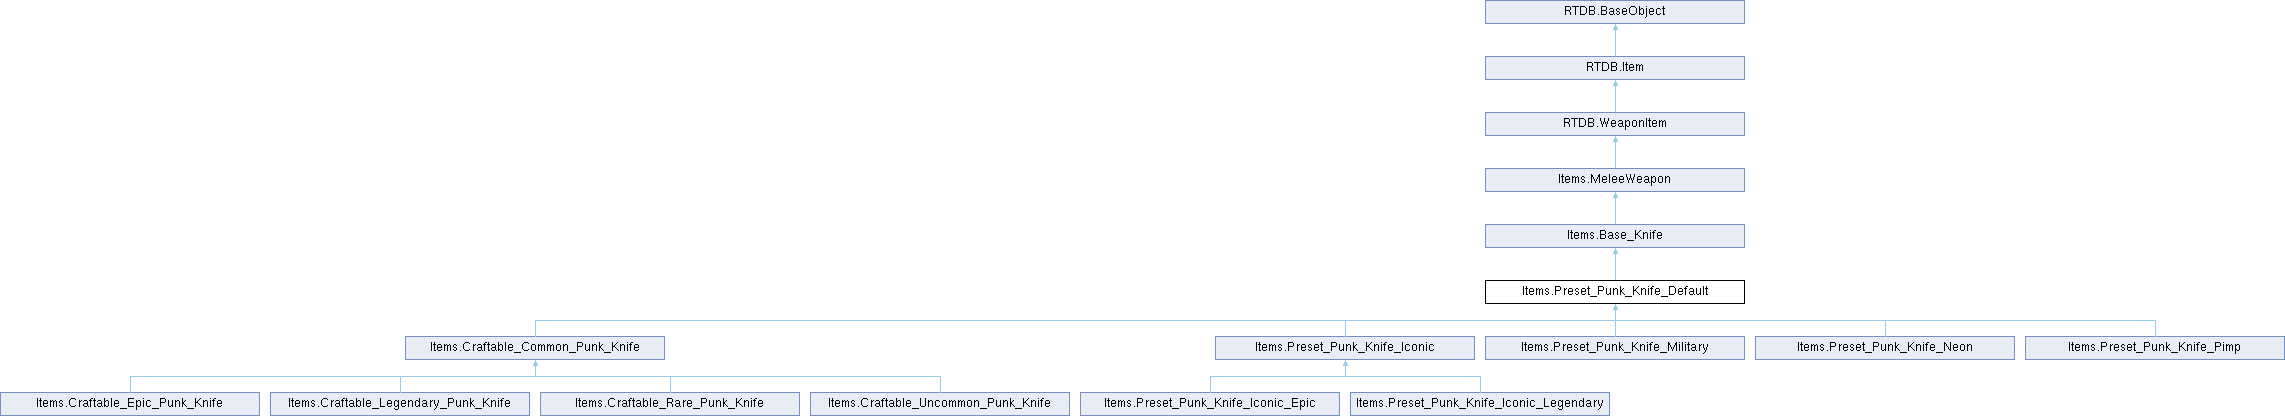 RTDB.BaseObject
RTDB.Item
RTDB.WeaponItem
Items.MeleeWeapon
Items.Base_Knife
Items.Preset_Punk_Knife_Default
Items.Craftable_Common_Punk_Knife
Items.Preset_Punk_Knife_Iconic
Items.Preset_Punk_Knife_Military
Items.Preset_Punk_Knife_Neon
Items.Preset_Punk_Knife_Pimp
Items.Craftable_Epic_Punk_Knife
Items.Craftable_Legendary_Punk_Knife
Items.Craftable_Rare_Punk_Knife
Items.Craftable_Uncommon_Punk_Knife
Items.Preset_Punk_Knife_Iconic_Epic
Items.Preset_Punk_Knife_Iconic_Legendary